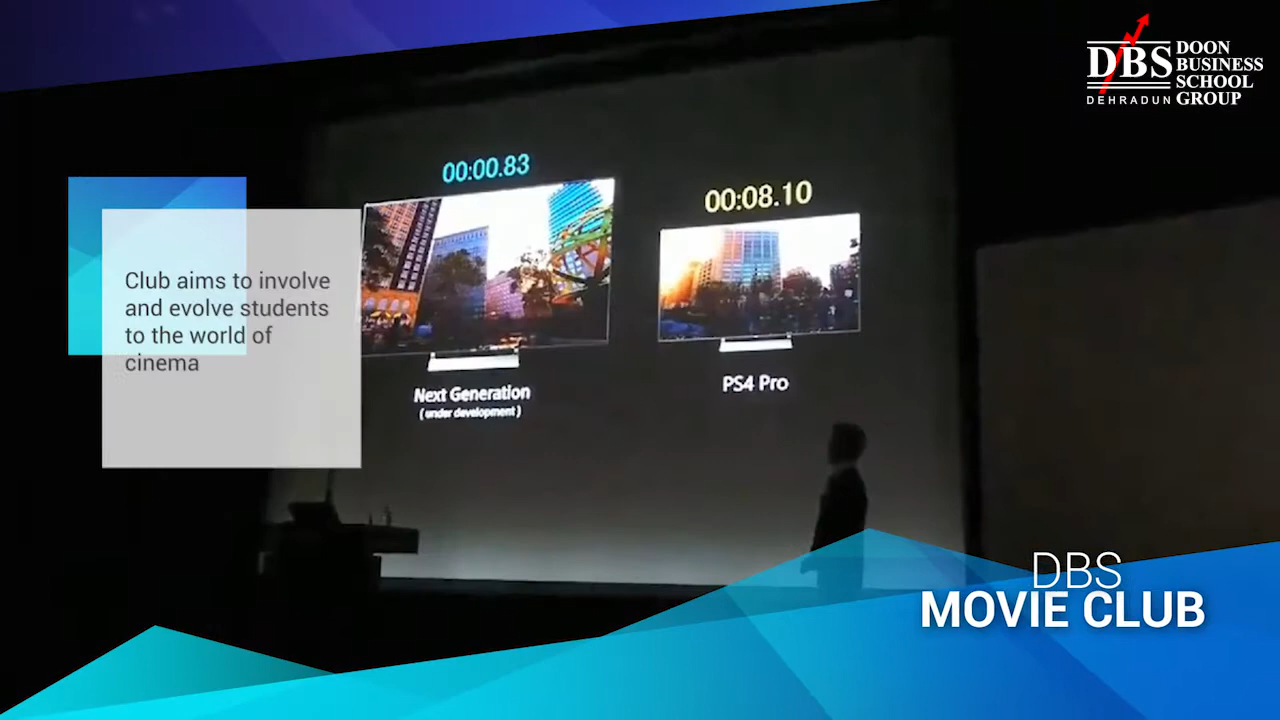 DBS
DOON
BUSINESS
SCHOOL
GROUP
DEHRADUN
00:00.83
00:08.10
Club aims to involve
and evolve students
to the world of
cinema
Next Generation
( under development )
PS4 Pro
DBS
MOVIE CLUB